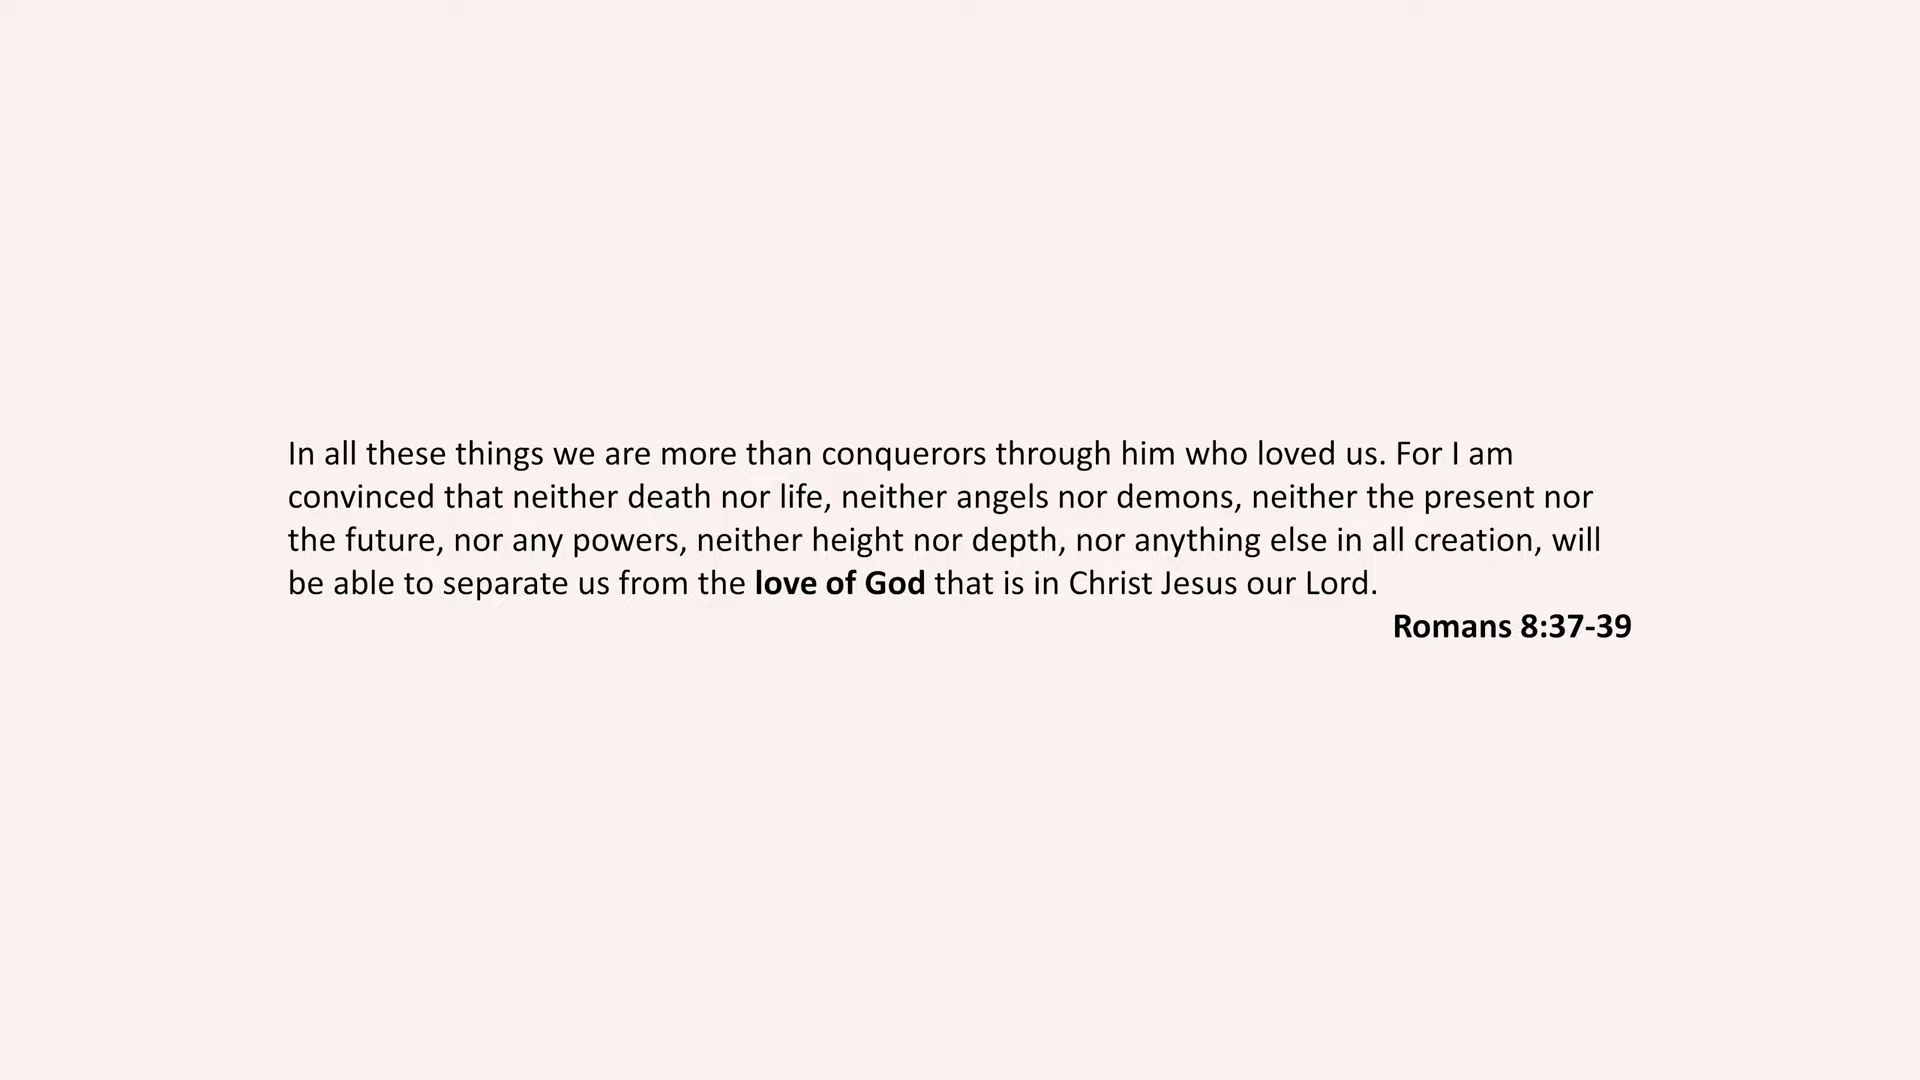 In all these things we are more than conquerors through him who loved us. For I am
convinced that neither death nor life, neither angels nor demons, neither the present nor
the future, nor any powers, neither height nor depth, nor anything else in all creation, will
be able to separate us from the love of God that is in Christ Jesus our Lord.
Romans 8:37-39